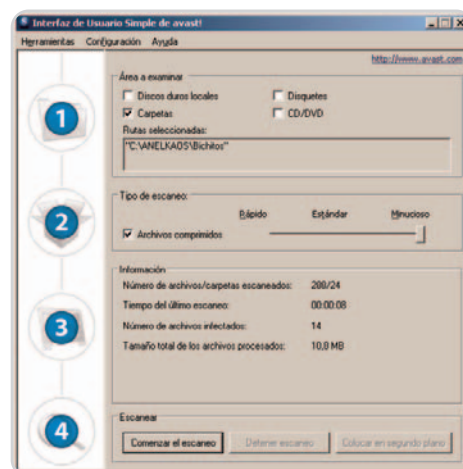 Interfaz de Usuario Simple de avast!
Herramientas Configuración Ayuda
http://www.avast.com
Área a examinar
Discos duros locales Disquetes
Carpetas CD/DVD
Rutas seleccionadas:
"C:\ANELKAOS\Bichitos"
1
Tipo de escaneo:
Rápido Estándar Minucioso
Archivos comprimidos
2
Información
Número de archivos/carpetas escaneados: 208/24
Tiempo del último escaneo: 00:00:08
Número de archivos infectados: 14
Tamaño total de los archivos procesados: 10,8 MB
3
Escanear
Comenzar el escaneo Detener escaneo Colocar en segundo plano
4